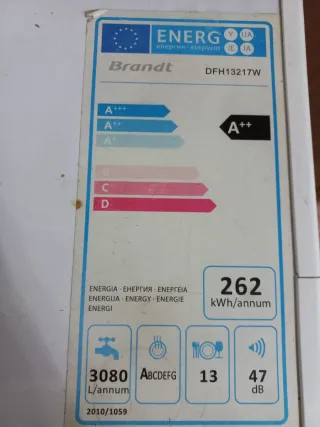 ENERG Y UA
енергия · ενεργεια IE IA
Brandt DFH13217W
A+++
A++
A+
A++
C
D
262
kWh/annum
ENERGIA · ЕНЕРГИЯ · ΕΝΕΡΓΕΙΑ
ENERGIJA · ENERGY · ENERGIE
ENERGI
3080
L/annum
ABCDEFG
13
47
dB
2010/1059